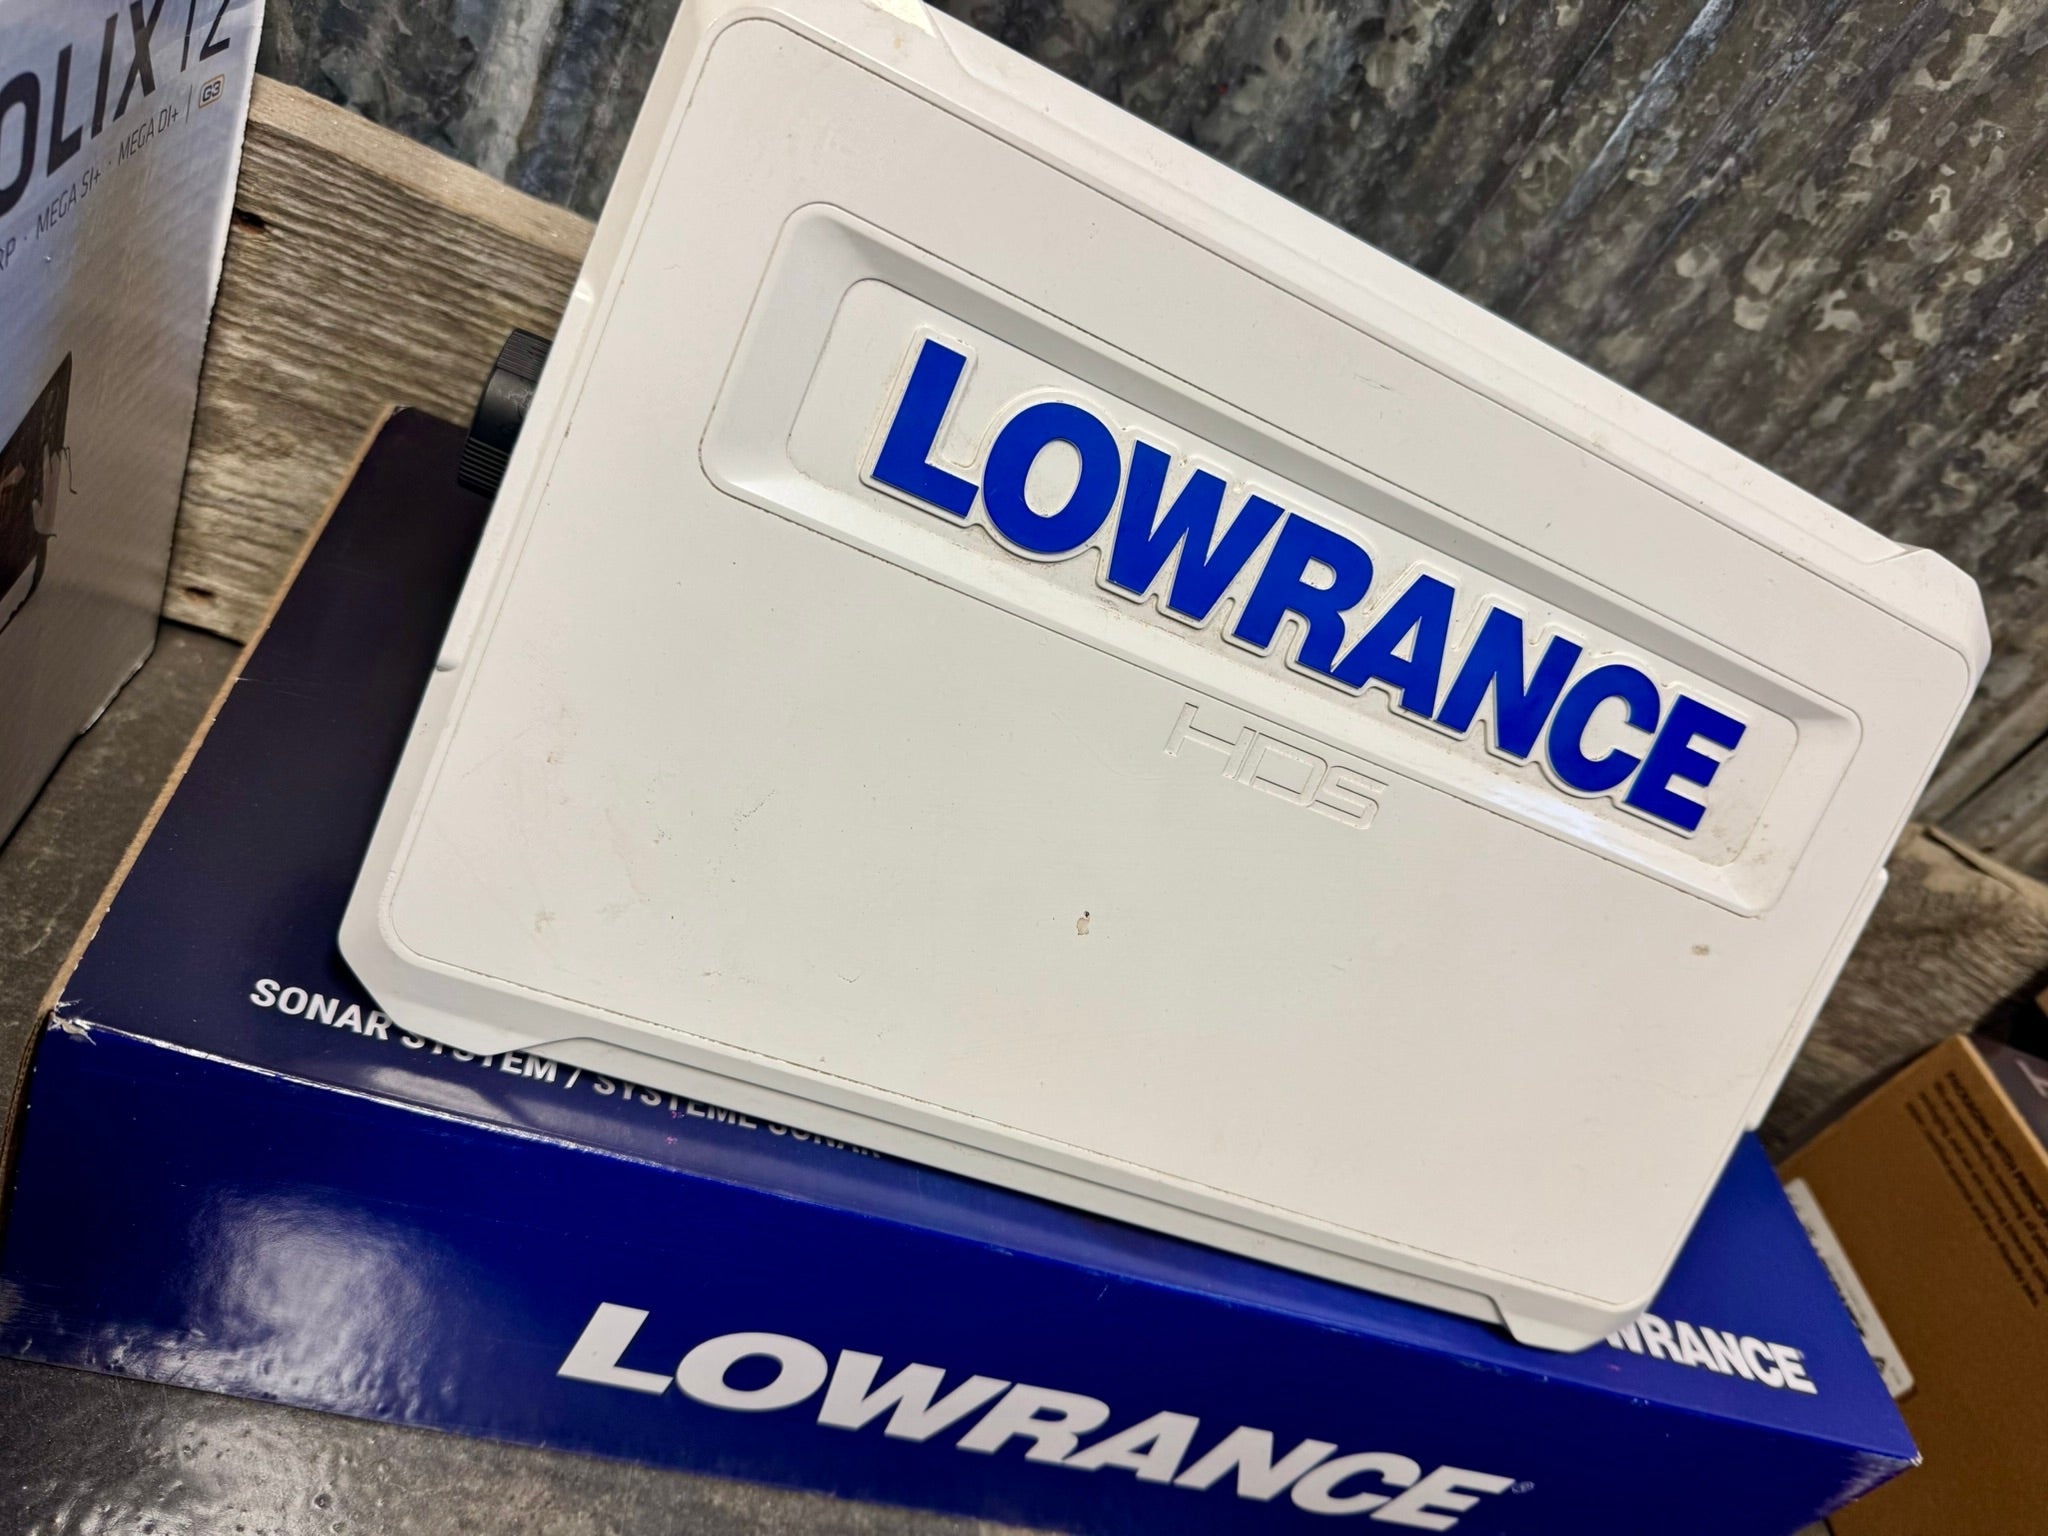 OLIX 12
RP · MEGA SI+ · MEGA DI+ | G3
LOWRANCE
HDS
SONAR SYSTEM / SYSTÈME SONAR
WRANCE
LOWRANCE®